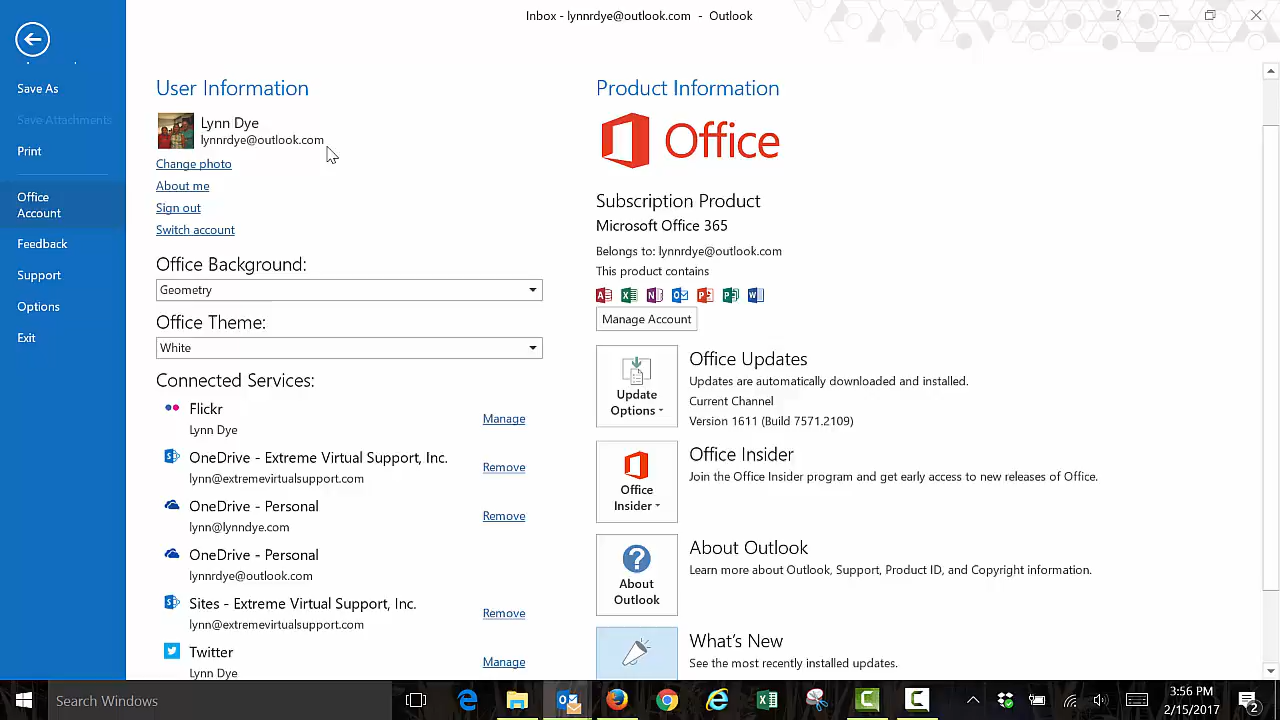 Inbox - lynnrdye@outlook.com - Outlook
?
Save As
Save Attachments
Print
Office
Account
Feedback
Support
Options
Exit
User Information
Lynn Dye
lynnrdye@outlook.com
Change photo
About me
Sign out
Switch account
Office Background:
Geometry
Office Theme:
White
Connected Services:
Flickr
Lynn Dye
Manage
OneDrive - Extreme Virtual Support, Inc.
lynn@extremevirtualsupport.com
Remove
OneDrive - Personal
lynn@lynndye.com
Remove
OneDrive - Personal
lynnrdye@outlook.com
Sites - Extreme Virtual Support, Inc.
lynn@extremevirtualsupport.com
Remove
Twitter
Lynn Dye
Manage
Product Information
Office
Subscription Product
Microsoft Office 365
Belongs to: lynnrdye@outlook.com
This product contains
Manage Account
Update
Options
Office Updates
Updates are automatically downloaded and installed.
Current Channel
Version 1611 (Build 7571.2109)
Office
Insider
Office Insider
Join the Office Insider program and get early access to new releases of Office.
About
Outlook
About Outlook
Learn more about Outlook, Support, Product ID, and Copyright information.
What's New
See the most recently installed updates.
Search Windows
3:56 PM
2/15/2017
2